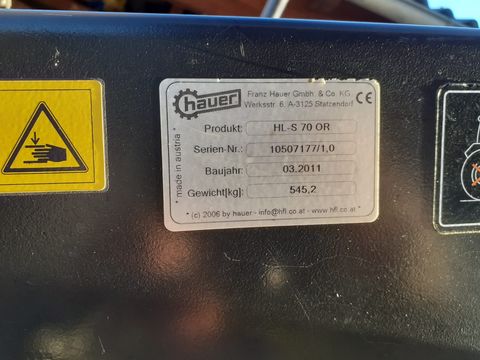 hauer
Franz Hauer GmbH. & Co. KG
Werksstr. 6, A-3125 Statzendorf
CE
Produkt: HL-S 70 OR
Serien-Nr.: 10507177/1,0
Baujahr: 03.2011
Gewicht[kg]: 545,2
* made in austria *
* (c) 2006 by hauer - info@hfl.co.at - www.hfl.co.at *